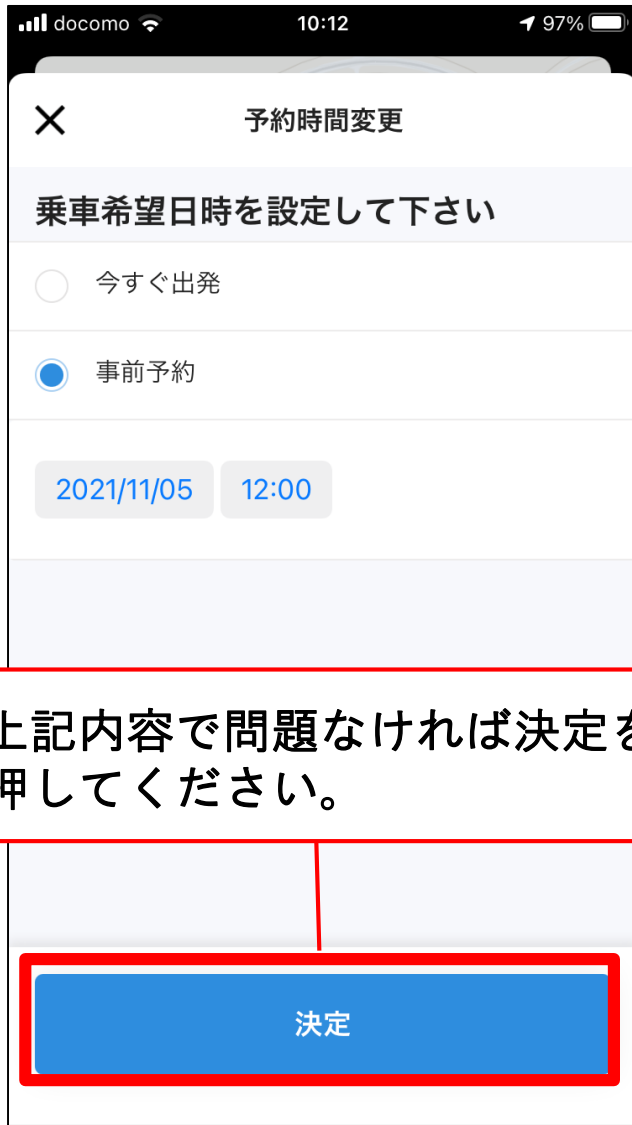 docomo 10:12 97%
予約時間変更
乗車希望日時を設定して下さい
今すぐ出発
事前予約
2021/11/05 12:00
上記内容で問題なければ決定を
押してください。
決定